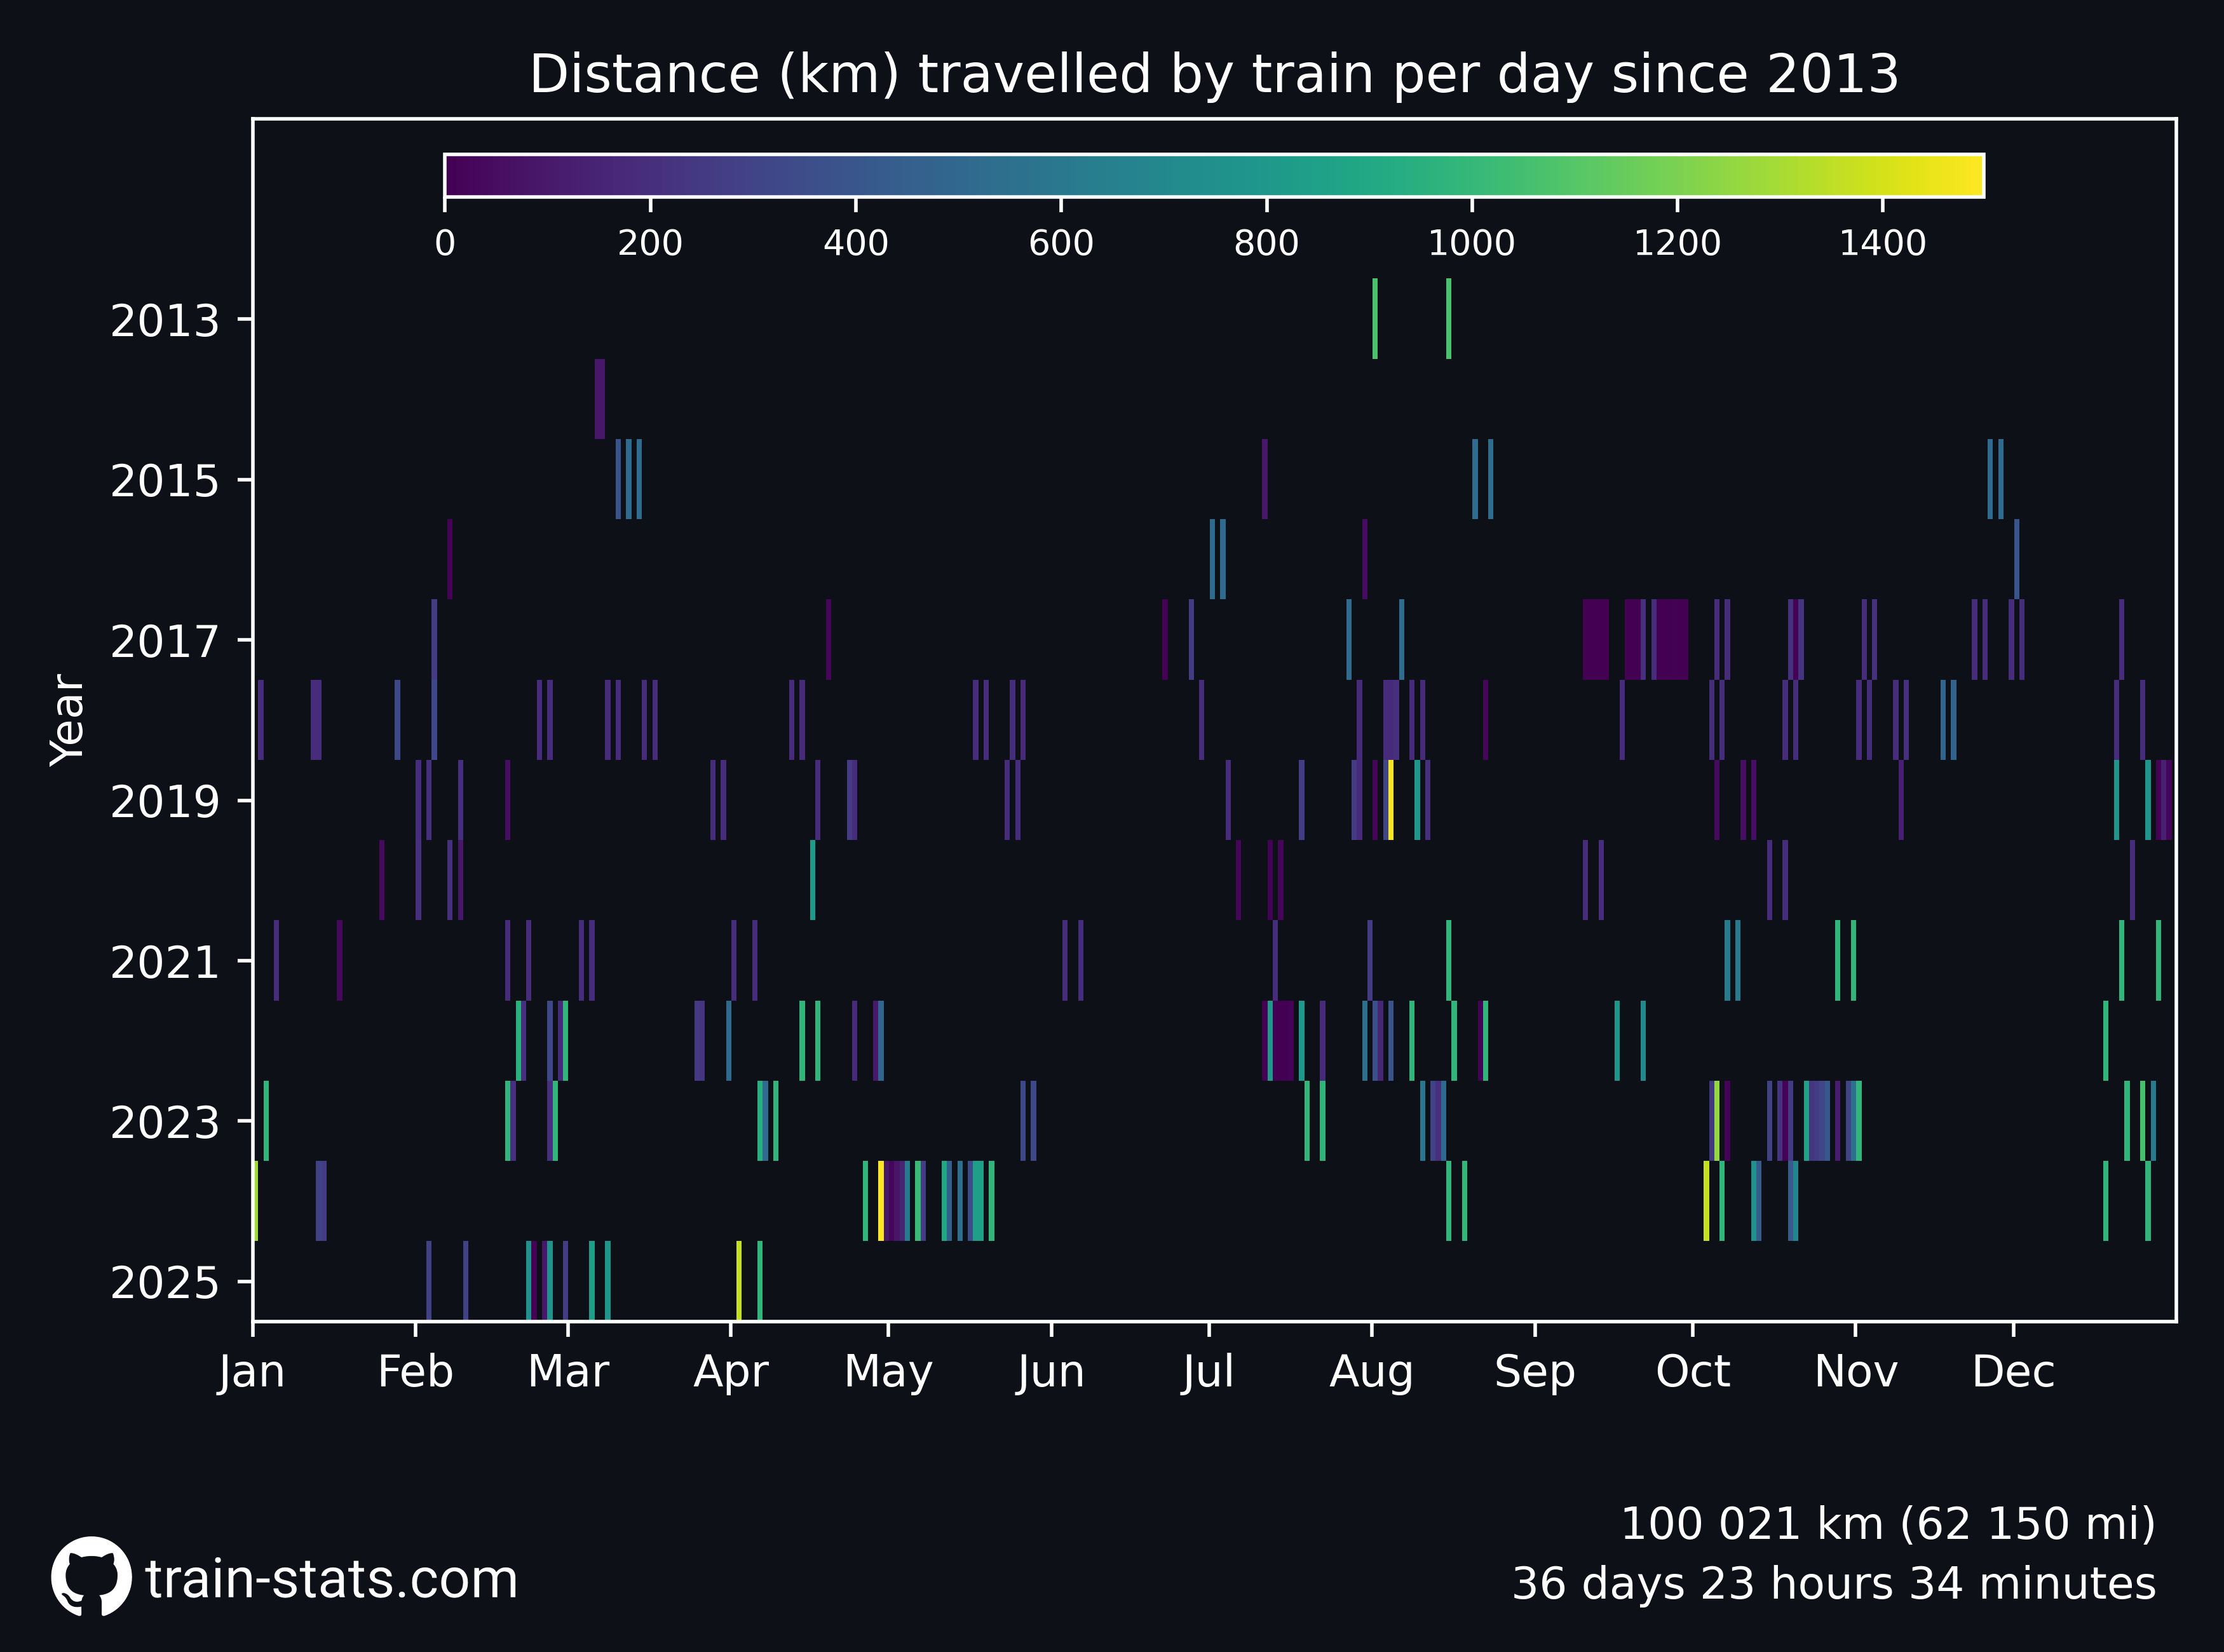 Distance (km) travelled by train per day since 2013
0 200 400 600 800 1000 1200 1400
Year
2013
2015
2017
2019
2021
2023
2025
Jan Feb Mar Apr May Jun Jul Aug Sep Oct Nov Dec
100 021 km (62 150 mi)
36 days 23 hours 34 minutes
train-stats.com